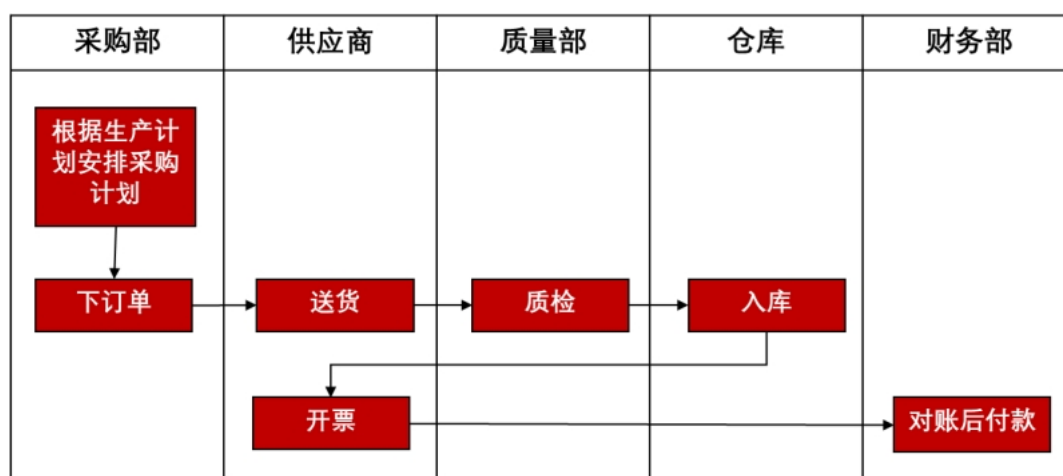 采购部
供应商
质量部
仓库
财务部
根据生产计
划安排采购
计划
下订单
送货
质检
入库
开票
对账后付款